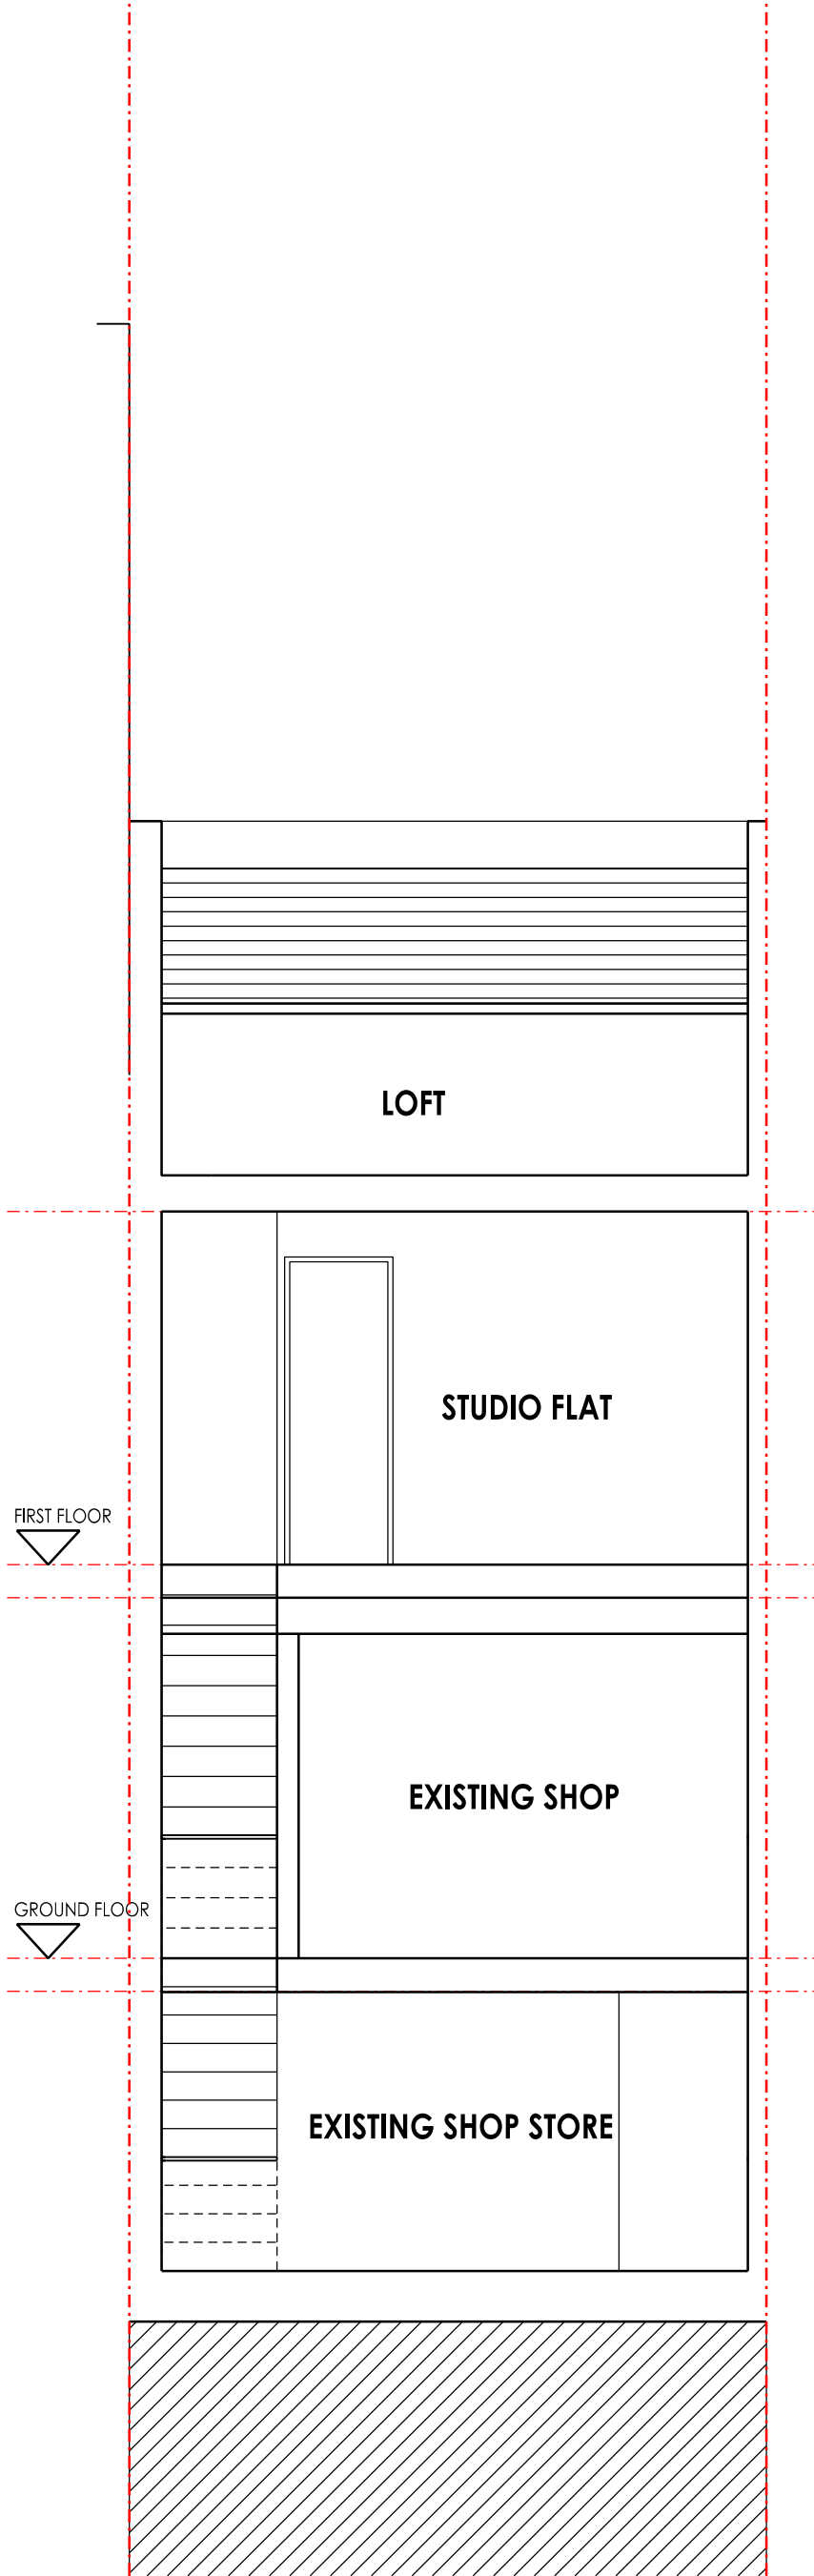 LOFT
STUDIO FLAT
FIRST FLOOR
EXISTING SHOP
GROUND FLOOR
EXISTING SHOP STORE